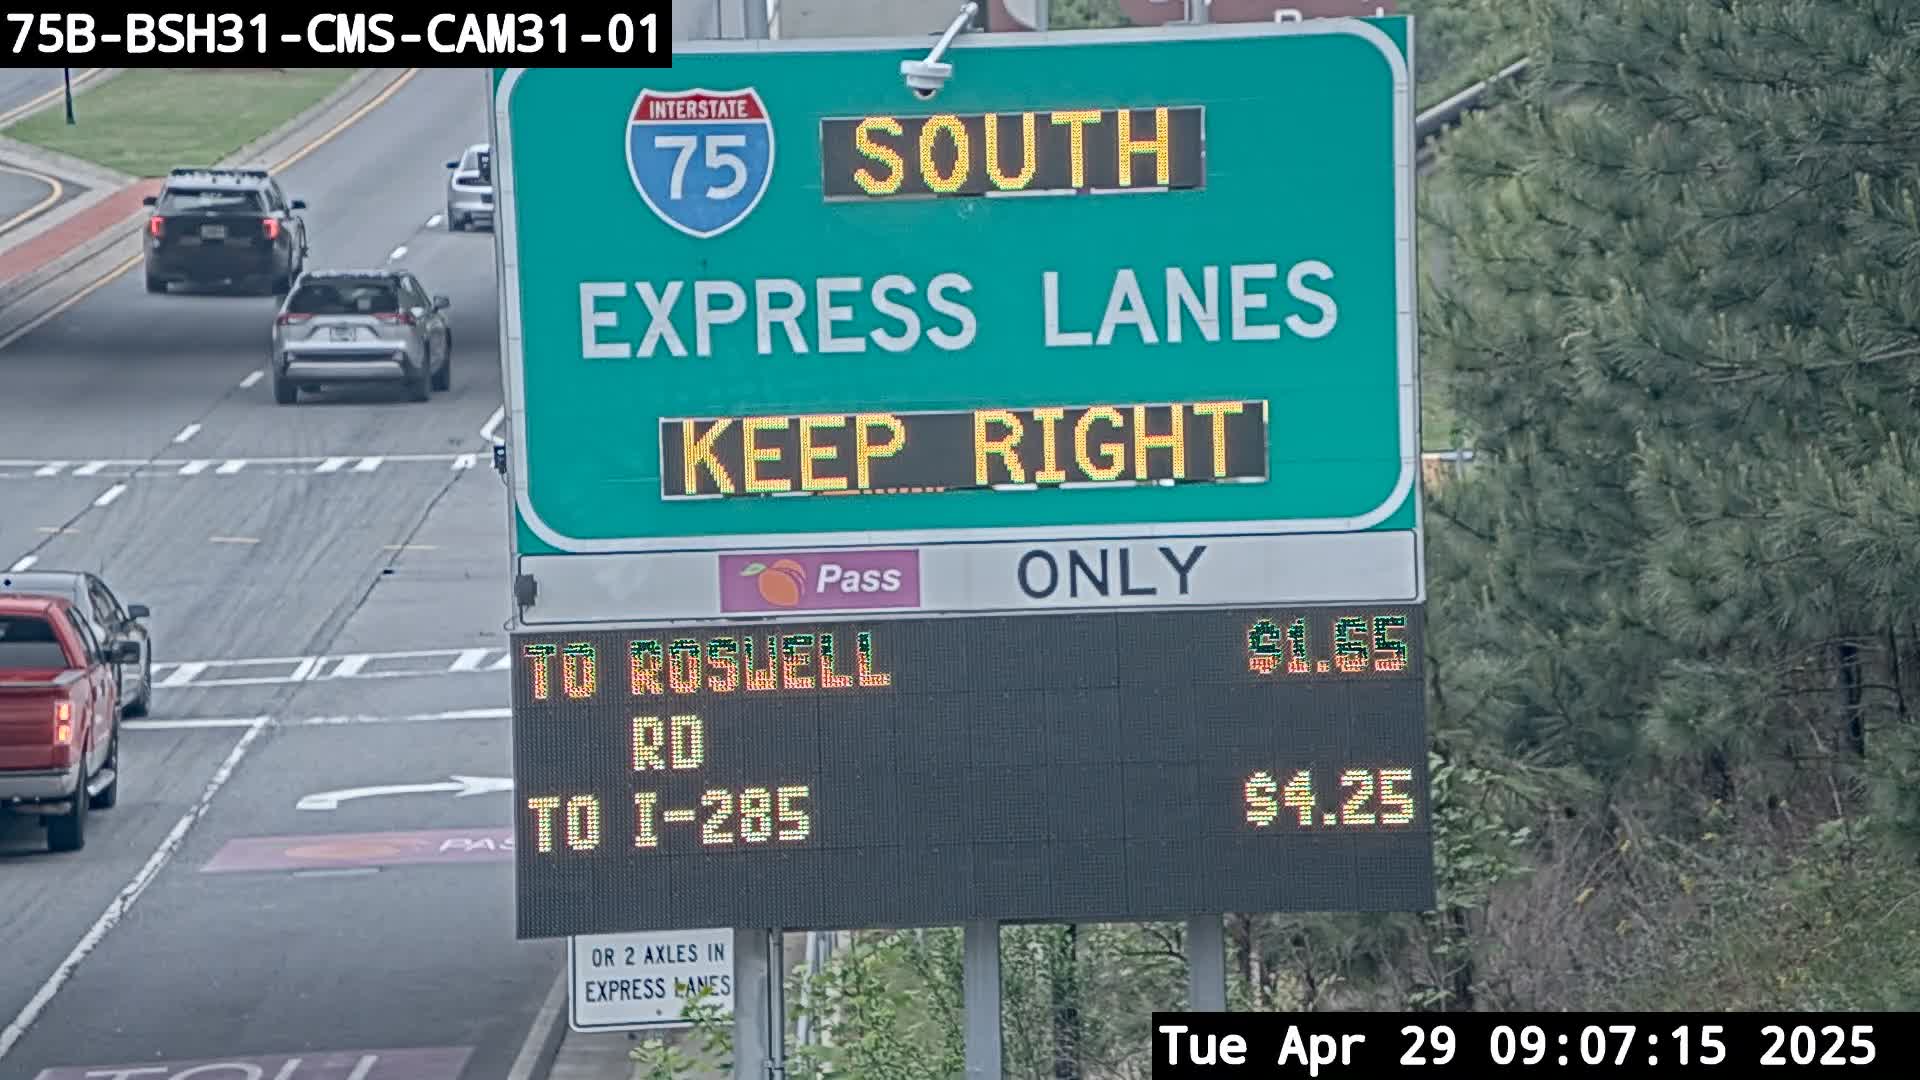 75B-BSH31-CMS-CAM31-01
INTERSTATE
75
SOUTH
EXPRESS LANES
KEEP RIGHT
Pass ONLY
TO ROSWELL $1.65
RD
TO I-285 $4.25
OR 2 AXLES IN
EXPRESS LANES
TOLL
Tue Apr 29 09:07:15 2025